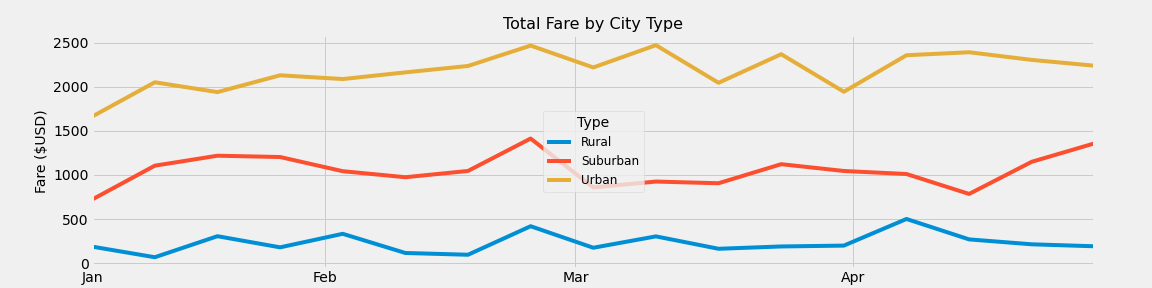 Total Fare by City Type
Fare ($USD)
2500
2000
1500
1000
500
0
Type
Rural
Suburban
Urban
Jan Feb Mar Apr